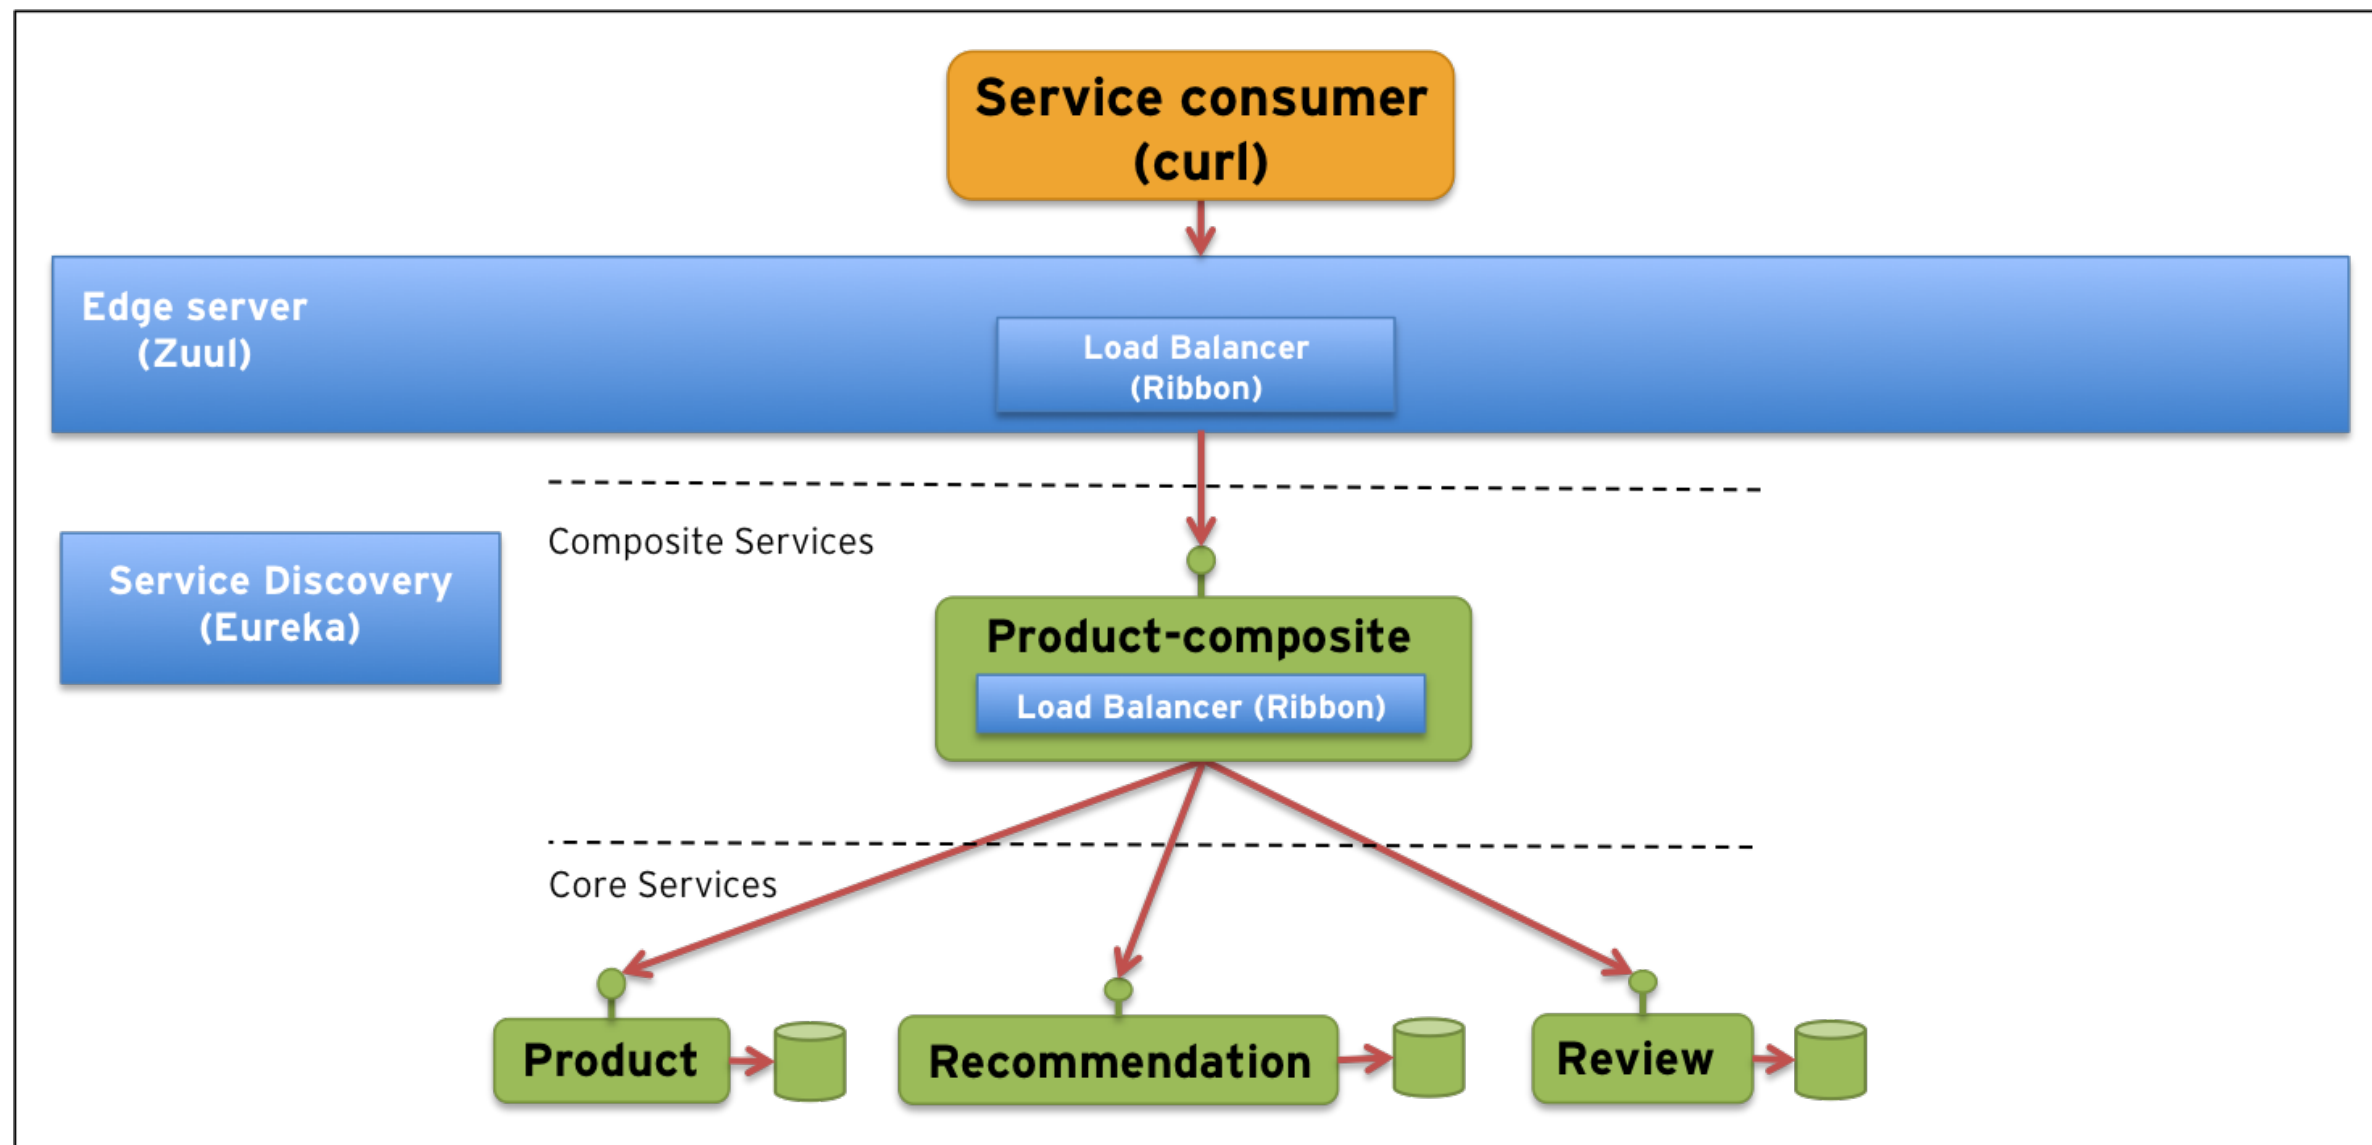 Service consumer
(curl)
Edge server
(Zuul)
Load Balancer
(Ribbon)
Composite Services
Service Discovery
(Eureka)
Product-composite
Load Balancer (Ribbon)
Core Services
Product
Recommendation
Review